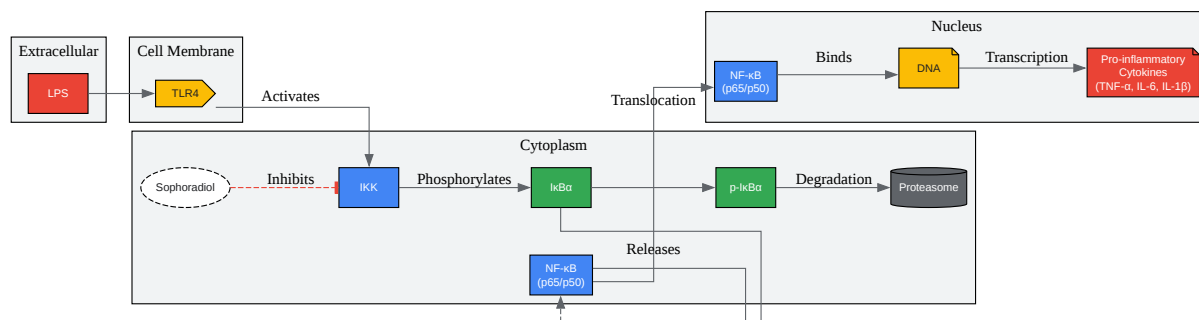 Extracellular
LPS
Cell Membrane
TLR4
Activates
Nucleus
NF-κB
(p65/p50)
Binds
DNA
Transcription
Pro-inflammatory
Cytokines
(TNF-α, IL-6, IL-1β)
Translocation
Cytoplasm
Sophoradiol
Inhibits
IKK
Phosphorylates
IκBα
p-IκBα
Degradation
Proteasome
Releases
NF-κB
(p65/p50)